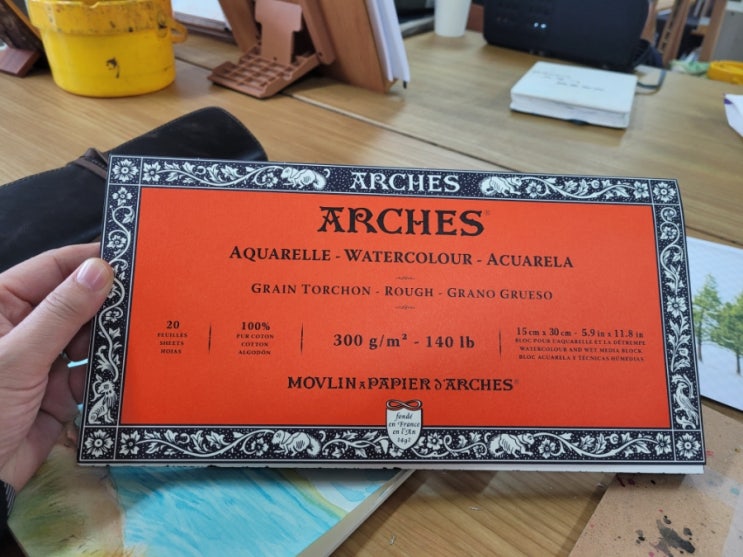 ARCHES
ARCHES®
AQUARELLE - WATERCOLOUR - ACUARELA
GRAIN TORCHON - ROUGH - GRANO GRUESO
20
FEUILLES
SHEETS
HOJAS
100%
PUR COTON
COTTON
ALGODÓN
300 g/m² - 140 lb
15 cm x 30 cm - 5.9 in x 11.8 in
BLOC POUR L'AQUARELLE ET LA DÉTREMPE
WATERCOLOUR AND WET MEDIA BLOCK
BLOC ACUARELA Y TÉCNICAS HÚMEDAS
MOVLIN A PAPIER D'ARCHES®
fondé
en France
en l'An
1492